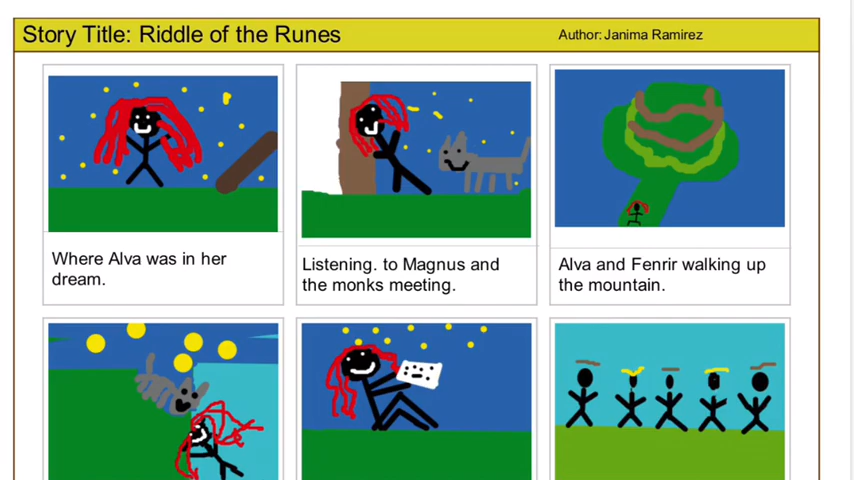 Story Title: Riddle of the Runes
Author: Janima Ramirez
Where Alva was in her
dream.
Listening. to Magnus and
the monks meeting.
Alva and Fenrir walking up
the mountain.